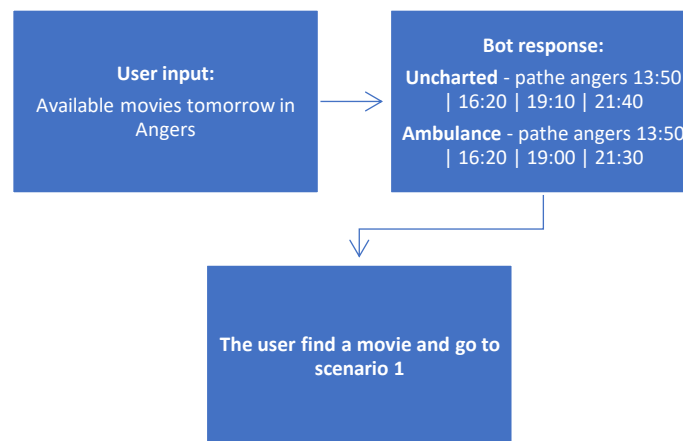 User input:
Available movies tomorrow in
Angers
Bot response:
Uncharted - pathe angers 13:50
| 16:20 | 19:10 | 21:40
Ambulance - pathe angers 13:50
| 16:20 | 19:00 | 21:30
The user find a movie and go to
scenario 1